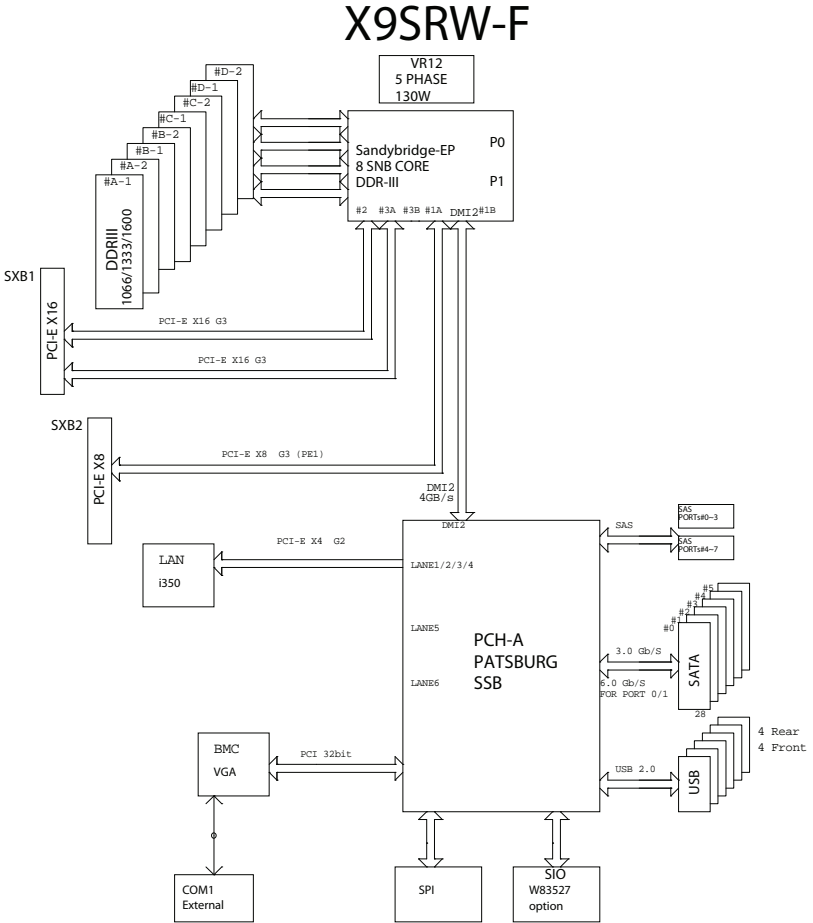 X9SRW-F
VR12
5 PHASE
130W
#D-2
#D-1
#C-2
#C-1
#B-2
#B-1
#A-2
#A-1
DDRIII
1066/1333/1600
Sandybridge-EP
8 SNB CORE
DDR-III
P0
P1
#2 #3A #3B #1A DMI2 #1B
SXB1
PCI-E X16
PCI-E X16 G3
PCI-E X16 G3
SXB2
PCI-E X8
PCI-E X8 G3 (PE1)
DMI2
4GB/s
DMI2
SAS
SAS
PORTs#0~3
SAS
PORTs#4~7
LAN
i350
PCI-E X4 G2
LANE1/2/3/4
LANE5
LANE6
PCH-A
PATSBURG
SSB
#5
#4
#3
#2
#1
#0
3.0 Gb/S
6.0 Gb/S
FOR PORT 0/1
SATA
28
4 Rear
4 Front
USB 2.0
USB
BMC
VGA
PCI 32bit
COM1
External
SPI
SIO
W83527
option